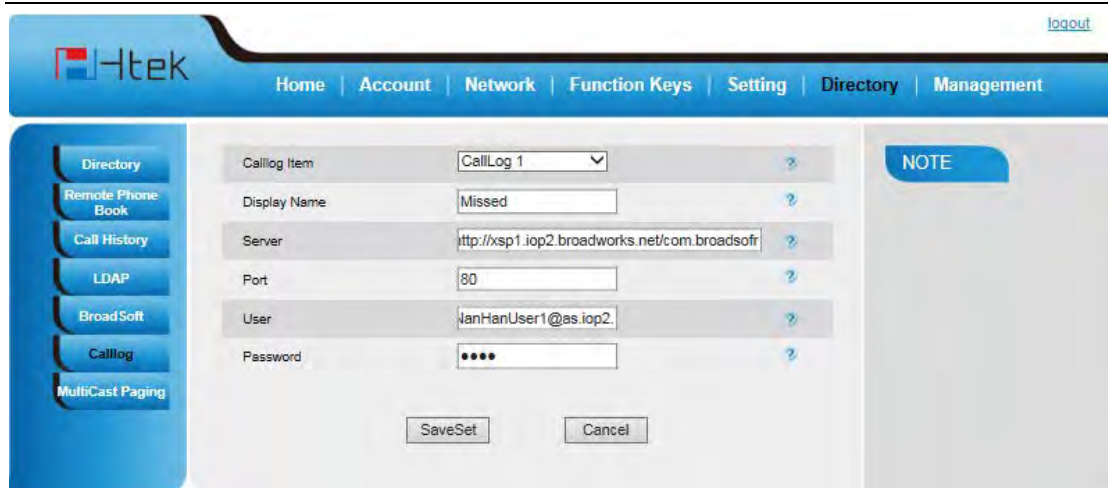 logout
Htek
Home | Account | Network | Function Keys | Setting | Directory | Management
Directory
Remote Phone
Book
Call History
LDAP
BroadSoft
Calllog
MultiCast Paging
Calllog Item CallLog 1 ?
Display Name Missed ?
Server ttp://xsp1.iop2.broadworks.net/com.broadsofr ?
Port 80 ?
User NanHanUser1@as.iop2. ?
Password •••• ?
SaveSet Cancel
NOTE